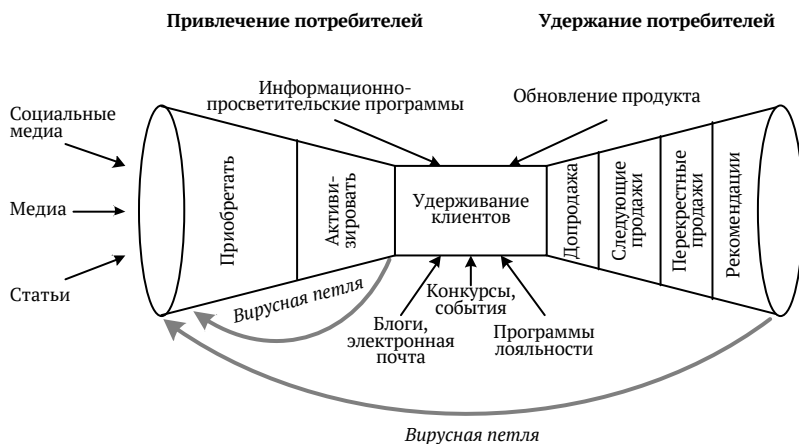 Привлечение потребителей
Удержание потребителей
Информационно-
просветительские программы
Обновление продукта
Социальные
медиа
Медиа
Статьи
Приобретать
Активи-
зировать
Удерживание
клиентов
Допродажа
Следующие
продажи
Перекрестные
продажи
Рекомендации
Вирусная петля
Блоги,
электронная
почта
Конкурсы,
события
Программы
лояльности
Вирусная петля